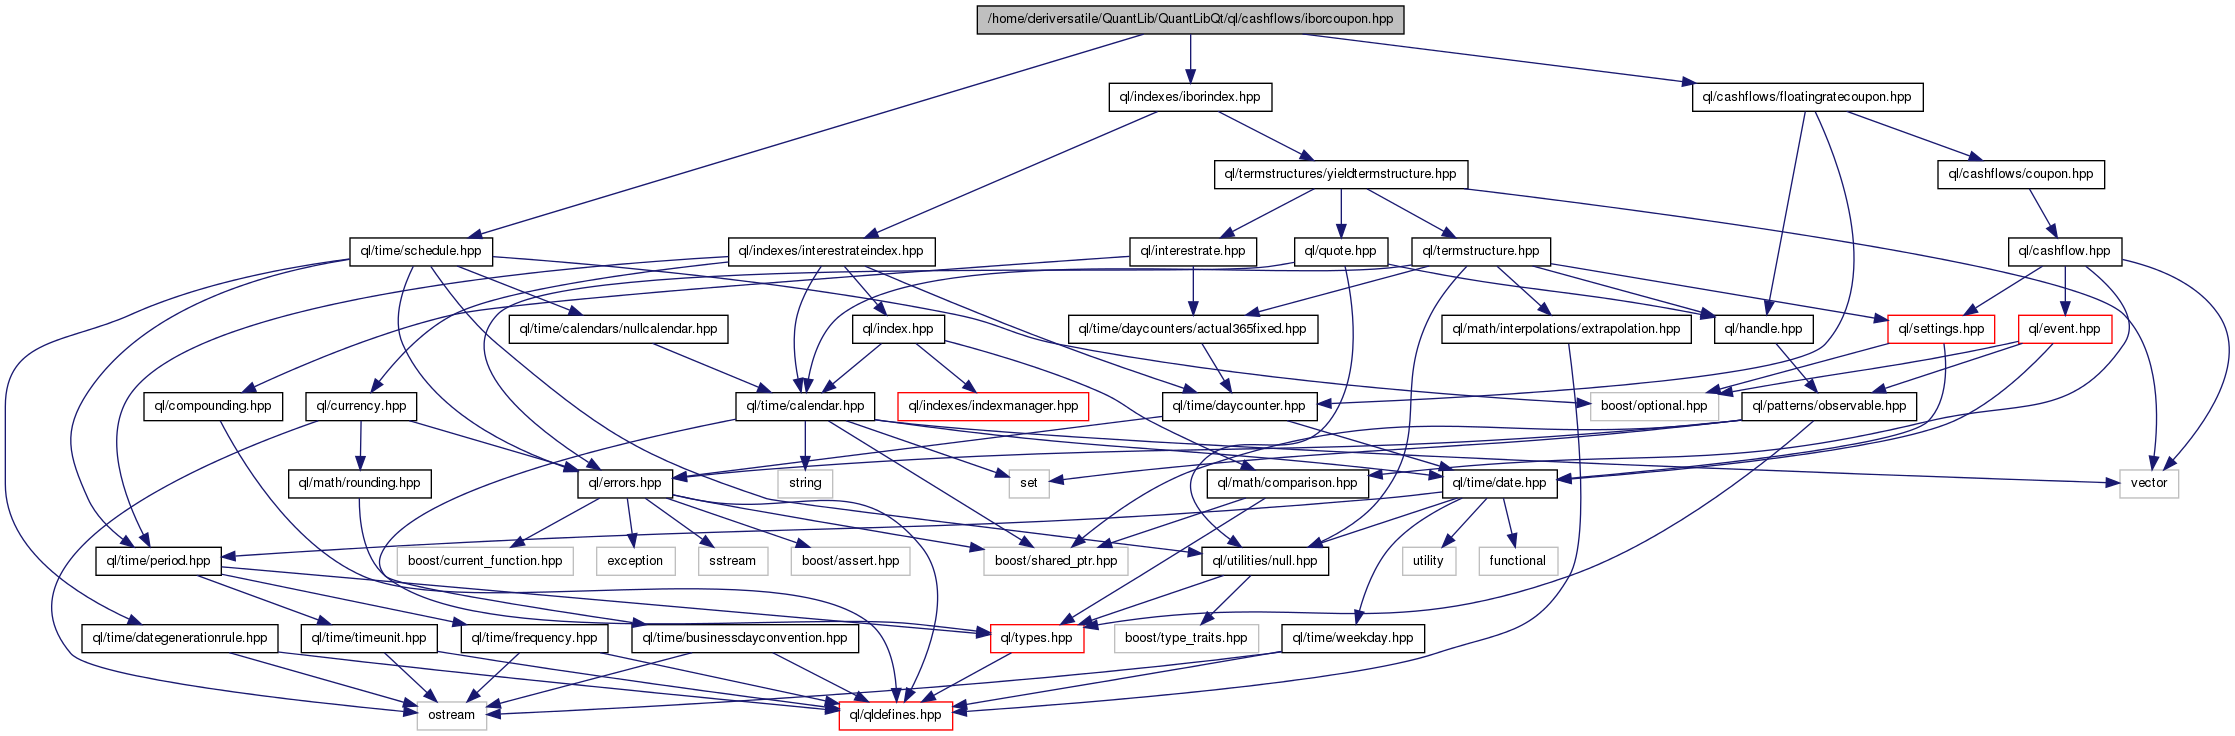 /home/deriversatile/QuantLib/QuantLibQt/ql/cashflows/iborcoupon.hpp
ql/indexes/iborindex.hpp
ql/cashflows/floatingratecoupon.hpp
ql/termstructures/yieldtermstructure.hpp
ql/cashflows/coupon.hpp
ql/time/schedule.hpp
ql/indexes/interestrateindex.hpp
ql/interestrate.hpp
ql/quote.hpp
ql/termstructure.hpp
ql/cashflow.hpp
ql/time/calendars/nullcalendar.hpp
ql/index.hpp
ql/time/daycounters/actual365fixed.hpp
ql/math/interpolations/extrapolation.hpp
ql/handle.hpp
ql/settings.hpp
ql/event.hpp
ql/compounding.hpp
ql/currency.hpp
ql/time/calendar.hpp
ql/indexes/indexmanager.hpp
ql/time/daycounter.hpp
boost/optional.hpp
ql/patterns/observable.hpp
ql/math/rounding.hpp
ql/errors.hpp
string
set
ql/math/comparison.hpp
ql/time/date.hpp
vector
ql/time/period.hpp
boost/current_function.hpp
exception
sstream
boost/assert.hpp
boost/shared_ptr.hpp
ql/utilities/null.hpp
utility
functional
ql/time/dategenerationrule.hpp
ql/time/timeunit.hpp
ql/time/frequency.hpp
ql/time/businessdayconvention.hpp
ql/types.hpp
boost/type_traits.hpp
ql/time/weekday.hpp
ostream
ql/qldefines.hpp